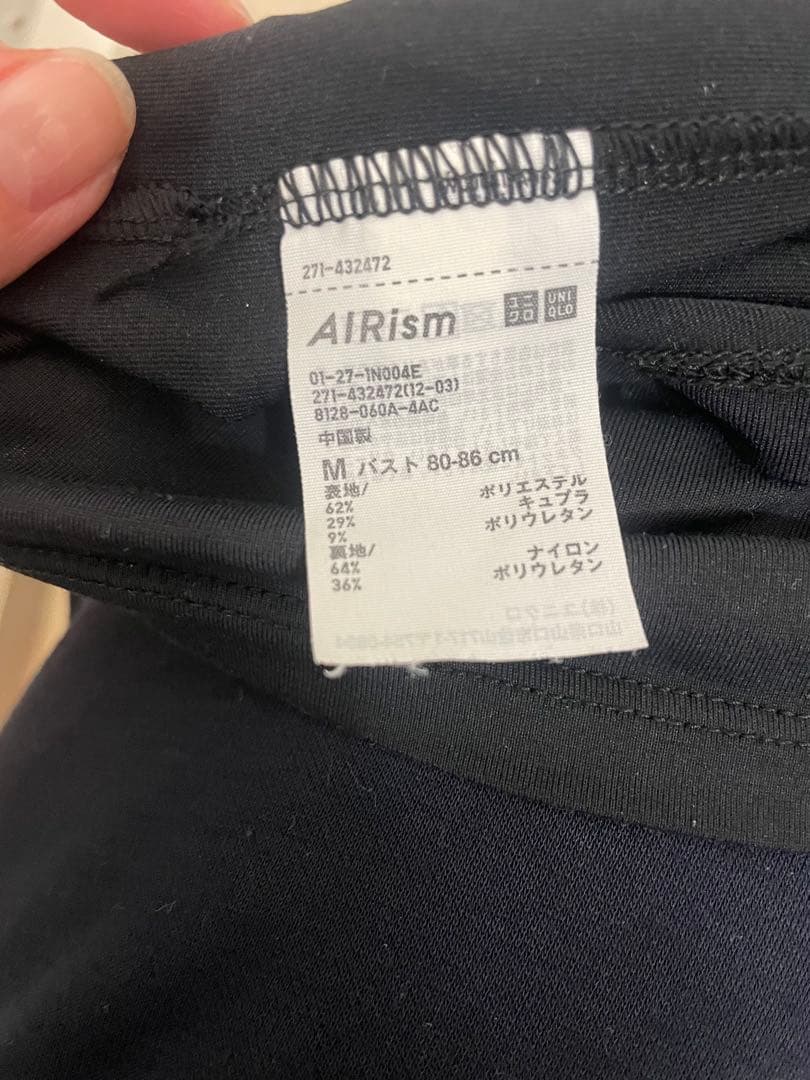 271-432472
AIRism ユニクロ UNIQLO
01-27-1N004E
271-432472(12-03)
8128-060A-4AC
中国製
M バスト 80-86 cm
表地/ ポリエステル
62% キュプラ
29% ポリウレタン
9%
裏地/ ナイロン
64% ポリウレタン
36%